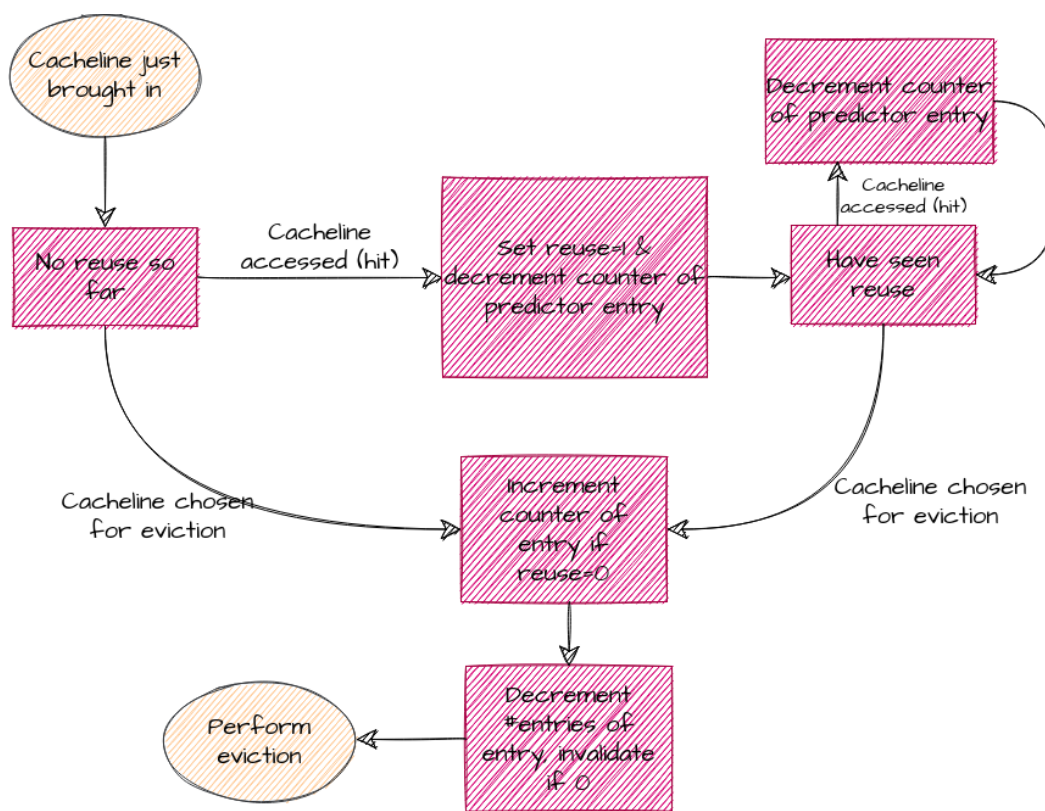 Cacheline just
brought in
Decrement counter
of predictor entry
Cacheline
accessed (hit)
No reuse so
far
Cacheline
accessed (hit)
Set reuse=1 &
decrement counter of
predictor entry
Have seen
reuse
Cacheline chosen
for eviction
Increment
counter of
entry if
reuse=0
Cacheline chosen
for eviction
Decrement
#entries of
entry, invalidate
if 0
Perform
eviction